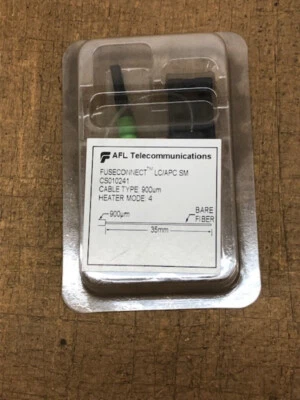 AFL Telecommunications
FUSECONNECT™ LC/APC SM
CS010241
CABLE TYPE: 900µm
HEATER MODE: 4
900µm
BARE
FIBER
35mm